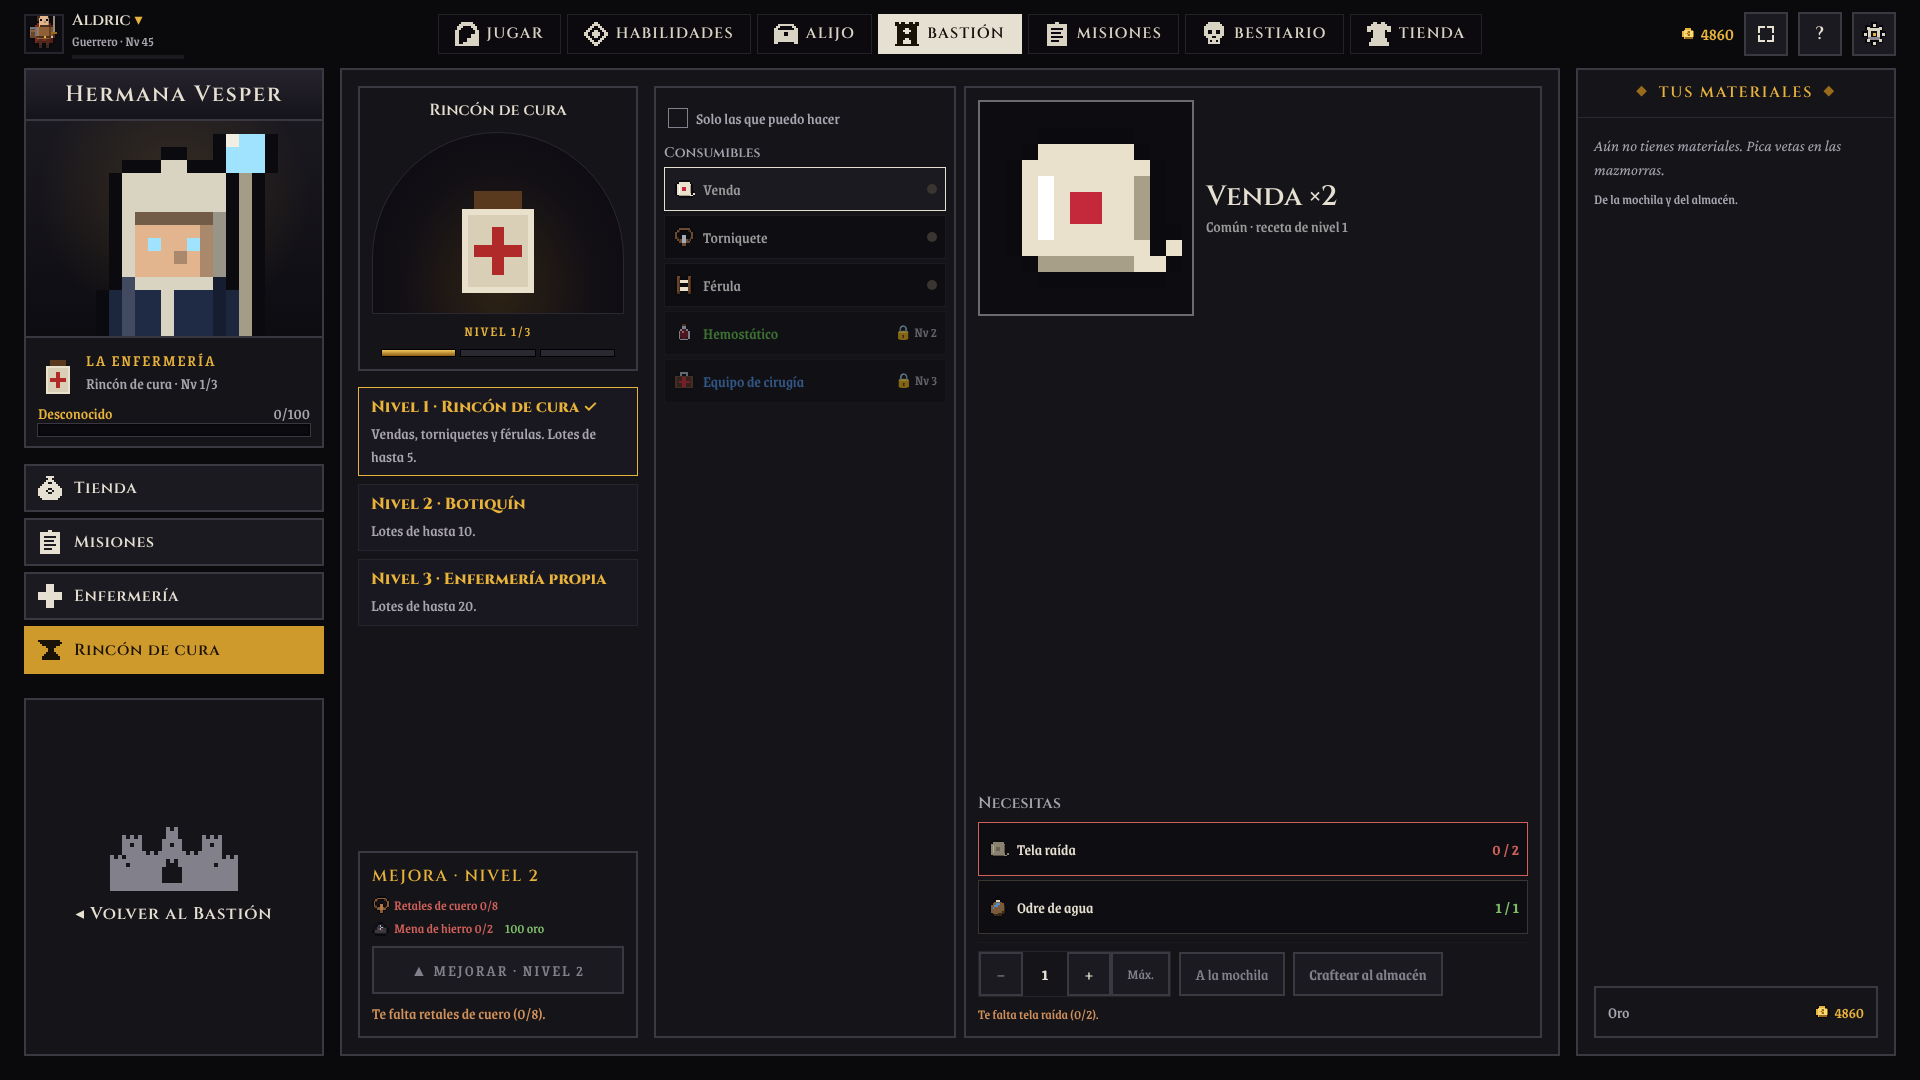 Aldric ▾
Guerrero · Nv 45
JUGAR
HABILIDADES
ALIJO
BASTIÓN
MISIONES
BESTIARIO
TIENDA
4860
?
Hermana Vesper
LA ENFERMERÍA
Rincón de cura · Nv 1/3
Desconocido 0/100
Tienda
Misiones
Enfermería
Rincón de cura
◂ Volver al Bastión
Rincón de cura
NIVEL 1/3
Nivel 1 · Rincón de cura ✓
Vendas, torniquetes y férulas. Lotes de
hasta 5.
Nivel 2 · Botiquín
Lotes de hasta 10.
Nivel 3 · Enfermería propia
Lotes de hasta 20.
MEJORA · NIVEL 2
Retales de cuero 0/8
Mena de hierro 0/2 100 oro
▲ MEJORAR · NIVEL 2
Te falta retales de cuero (0/8).
Solo las que puedo hacer
Consumibles
Venda
Torniquete
Férula
Hemostático Nv 2
Equipo de cirugía Nv 3
Venda ×2
Común · receta de nivel 1
Necesitas
Tela raída 0 / 2
Odre de agua 1 / 1
− 1 + Máx. A la mochila Craftear al almacén
Te falta tela raída (0/2).
◆ TUS MATERIALES ◆
Aún no tienes materiales. Pica vetas en las
mazmorras.
De la mochila y del almacén.
Oro 4860